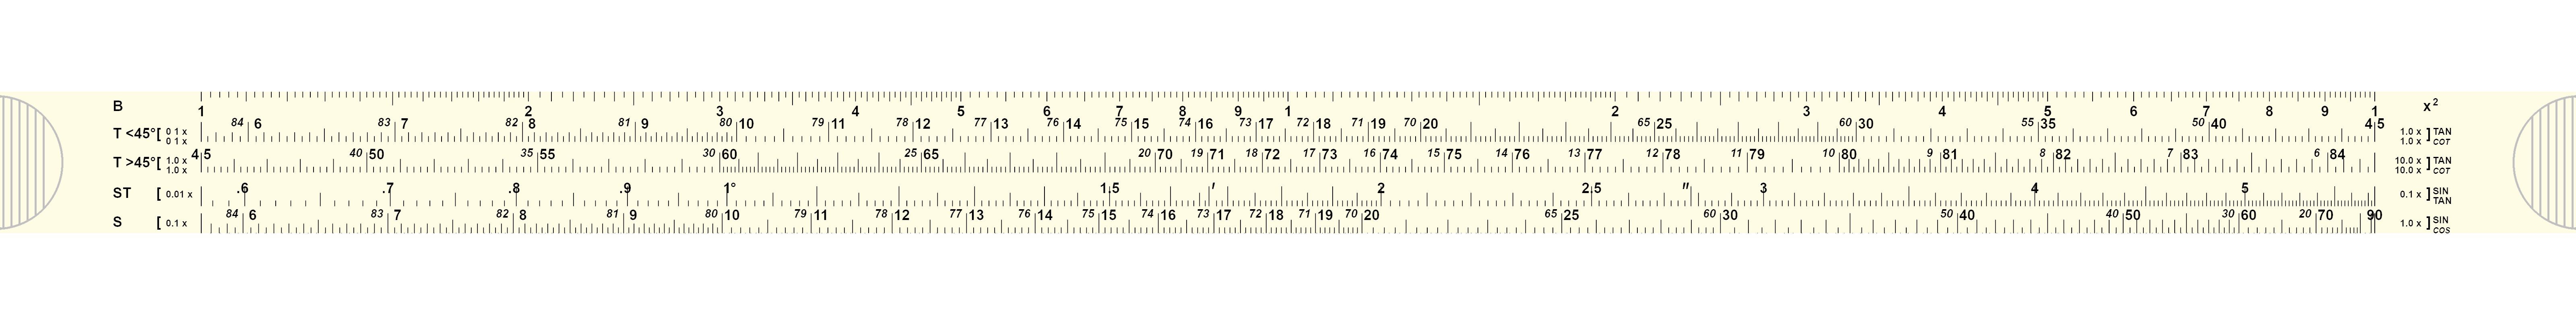 B 1 2 3 4 5 6 7 8 9 1 2 3 4 5 6 7 8 9 1 x²
T <45° [ 0 1 x 0 1 x 84 6 83 7 82 8 81 9 80 10 79 11 78 12 77 13 76 14 75 15 74 16 73 17 72 18 71 19 70 20 65 25 60 30 55 35 50 40 45 1.0 x 1.0 x ] TAN COT
T >45° [ 1.0 x 1.0 x 45 40 50 35 55 30 60 25 65 20 70 19 71 18 72 17 73 16 74 15 75 14 76 13 77 12 78 11 79 10 80 9 81 8 82 7 83 6 84 10.0 x 10.0 x ] TAN COT
ST [ 0.01 x .6 .7 .8 .9 1° 1.5 ′ 2 2.5 ″ 3 4 5 0.1 x ] SIN TAN
S [ 0.1 x 84 6 83 7 82 8 81 9 80 10 79 11 78 12 77 13 76 14 75 15 74 16 73 17 72 18 71 19 70 20 65 25 60 30 50 40 40 50 30 60 20 70 90 1.0 x ] SIN COS